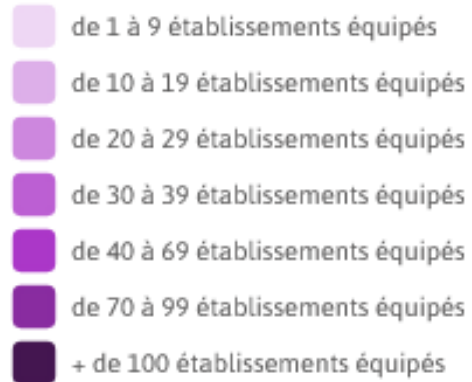 de 1 à 9 établissements équipés
de 10 à 19 établissements équipés
de 20 à 29 établissements équipés
de 30 à 39 établissements équipés
de 40 à 69 établissements équipés
de 70 à 99 établissements équipés
+ de 100 établissements équipés